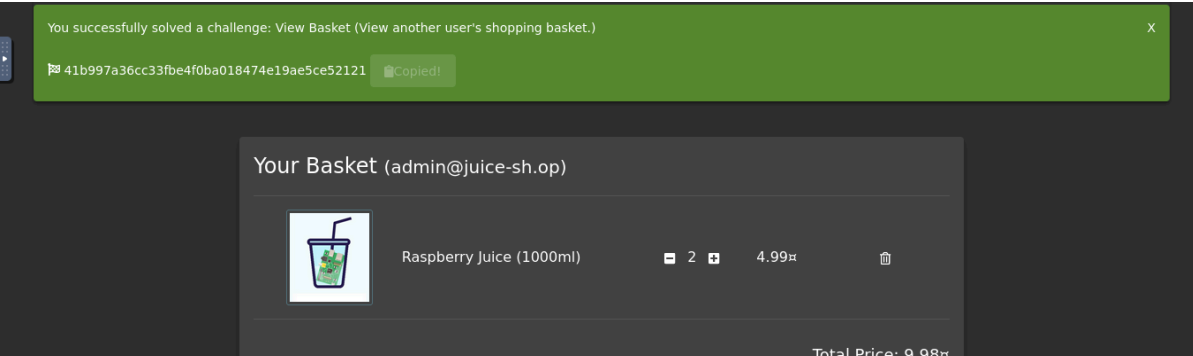 You successfully solved a challenge: View Basket (View another user's shopping basket.)
X
41b997a36cc33fbe4f0ba018474e19ae5ce52121 Copied!
Your Basket (admin@juice-sh.op)
Raspberry Juice (1000ml) 2 4.99¤
Total Price: 9.98¤